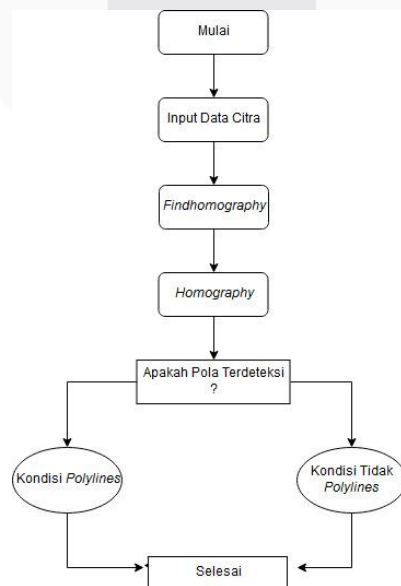 Mulai
Input Data Citra
Findhomography
Homography
Apakah Pola Terdeteksi
?
Kondisi Polylines
Kondisi Tidak
Polylines
Selesai